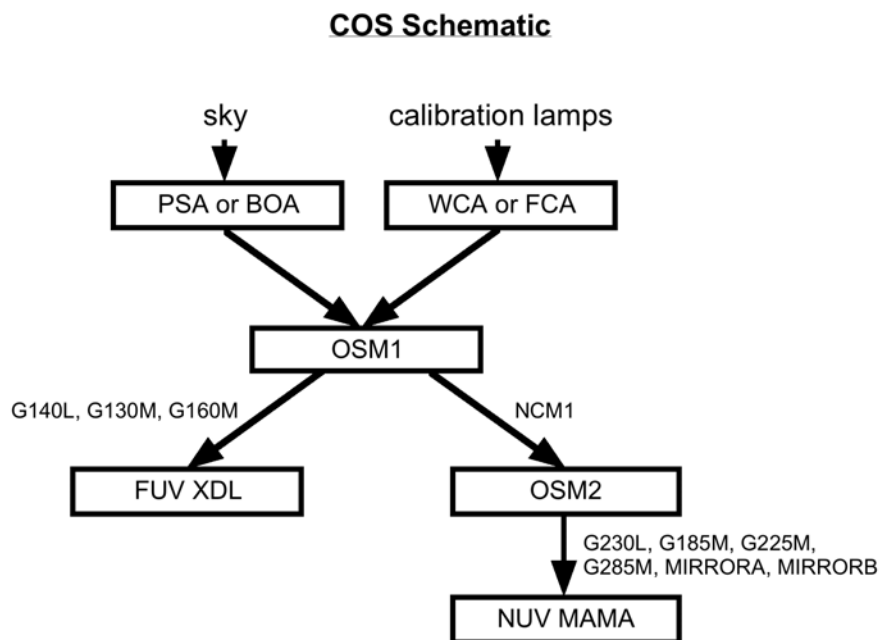 COS Schematic
sky
calibration lamps
PSA or BOA
WCA or FCA
OSM1
G140L, G130M, G160M
NCM1
FUV XDL
OSM2
G230L, G185M, G225M,
G285M, MIRRORA, MIRRORB
NUV MAMA